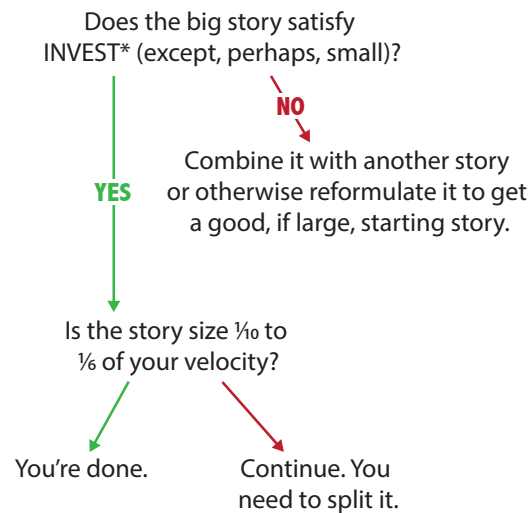 Does the big story satisfy
INVEST* (except, perhaps, small)?
NO
Combine it with another story
or otherwise reformulate it to get
a good, if large, starting story.
YES
Is the story size ⅒ to
⅙ of your velocity?
You’re done.
Continue. You
need to split it.